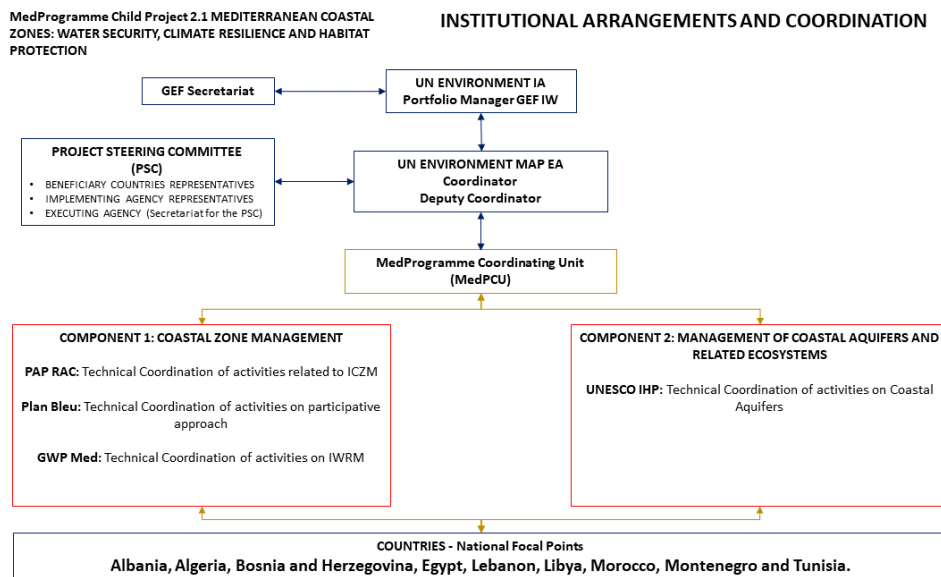 MedProgramme Child Project 2.1 MEDITERRANEAN COASTAL
ZONES: WATER SECURITY, CLIMATE RESILIENCE AND HABITAT
PROTECTION
INSTITUTIONAL ARRANGEMENTS AND COORDINATION
GEF Secretariat
UN ENVIRONMENT IA
Portfolio Manager GEF IW
PROJECT STEERING COMMITTEE
(PSC)
• BENEFICIARY COUNTRIES REPRESENTATIVES
• IMPLEMENTING AGENCY REPRESENTATIVES
• EXECUTING AGENCY (Secretariat for the PSC)
UN ENVIRONMENT MAP EA
Coordinator
Deputy Coordinator
MedProgramme Coordinating Unit
(MedPCU)
COMPONENT 1: COASTAL ZONE MANAGEMENT
PAP RAC: Technical Coordination of activities related to ICZM
Plan Bleu: Technical Coordination of activities on participative
approach
GWP Med: Technical Coordination of activities on IWRM
COMPONENT 2: MANAGEMENT OF COASTAL AQUIFERS AND
RELATED ECOSYSTEMS
UNESCO IHP: Technical Coordination of activities on Coastal
Aquifers
COUNTRIES - National Focal Points
Albania, Algeria, Bosnia and Herzegovina, Egypt, Lebanon, Libya, Morocco, Montenegro and Tunisia.